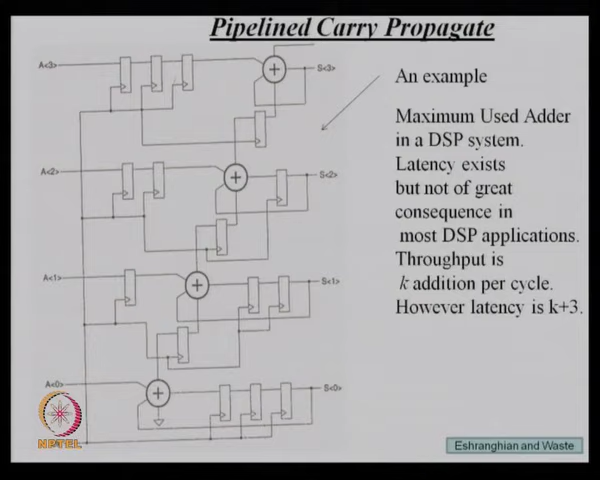 Pipelined Carry Propagate
A<3>
S<3>
An example
Maximum Used Adder
in a DSP system.
Latency exists
but not of great
consequence in
most DSP applications.
Throughput is
k addition per cycle.
However latency is k+3.
A<2>
S<2>
A<1>
S<1>
A<0>
S<0>
NPTEL
Eshranghian and Waste